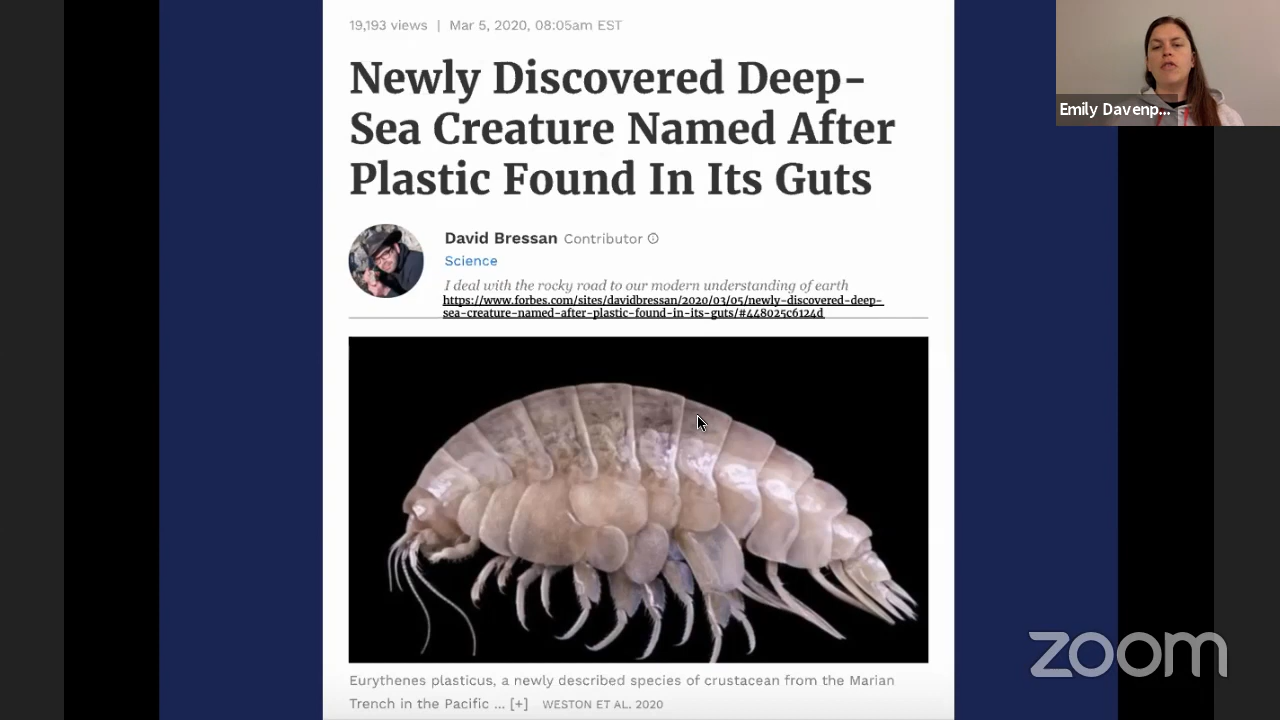 19,193 views | Mar 5, 2020, 08:05am EST
Newly Discovered Deep-
Sea Creature Named After
Plastic Found In Its Guts
David Bressan Contributor
Science
I deal with the rocky road to our modern understanding of earth
https://www.forbes.com/sites/davidbressan/2020/03/05/newly-discovered-deep-
sea-creature-named-after-plastic-found-in-its-guts/#448025c6124d
Eurythenes plasticus, a newly described species of crustacean from the Marian
Trench in the Pacific ... [+] WESTON ET AL. 2020
Emily Davenp...
zoom